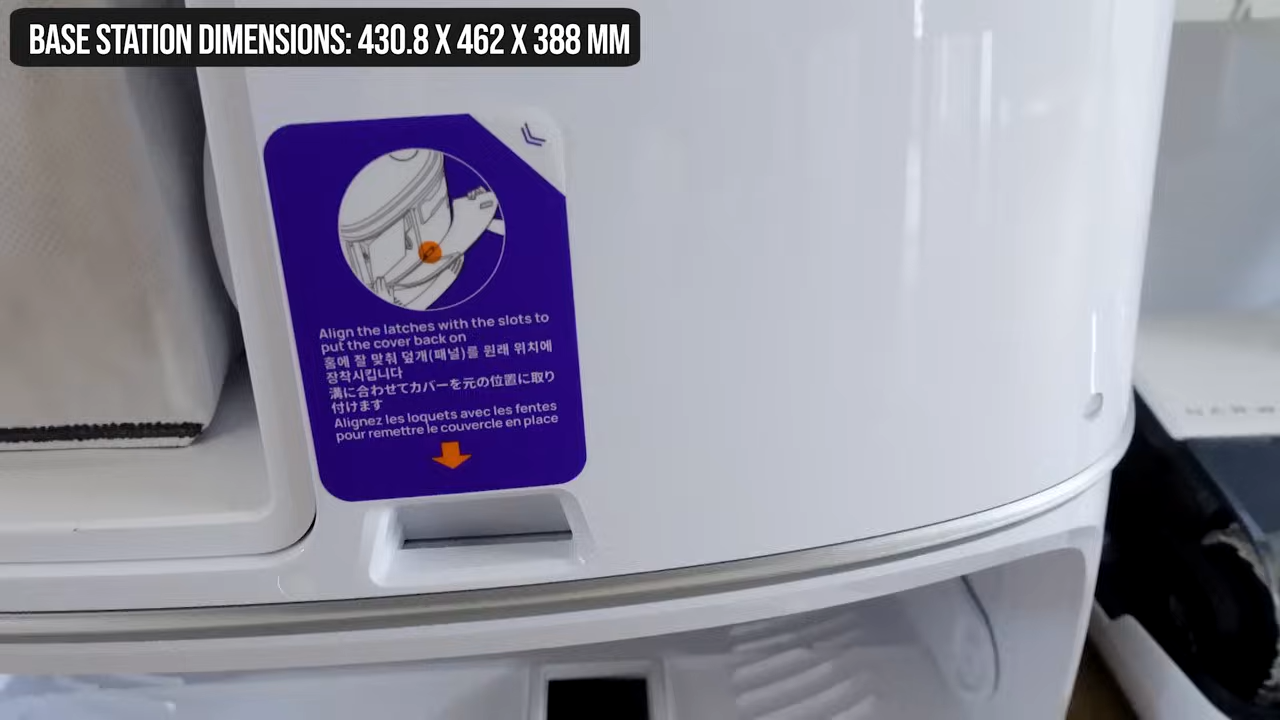 BASE STATION DIMENSIONS: 430.8 X 462 X 388 MM
Align the latches with the slots to
put the cover back on
홈에 잘 맞춰 덮개(패널)를 원래 위치에
장착시킵니다
溝に合わせてカバーを元の位置に取り
付けます
Alignez les loquets avec les fentes
pour remettre le couvercle en place